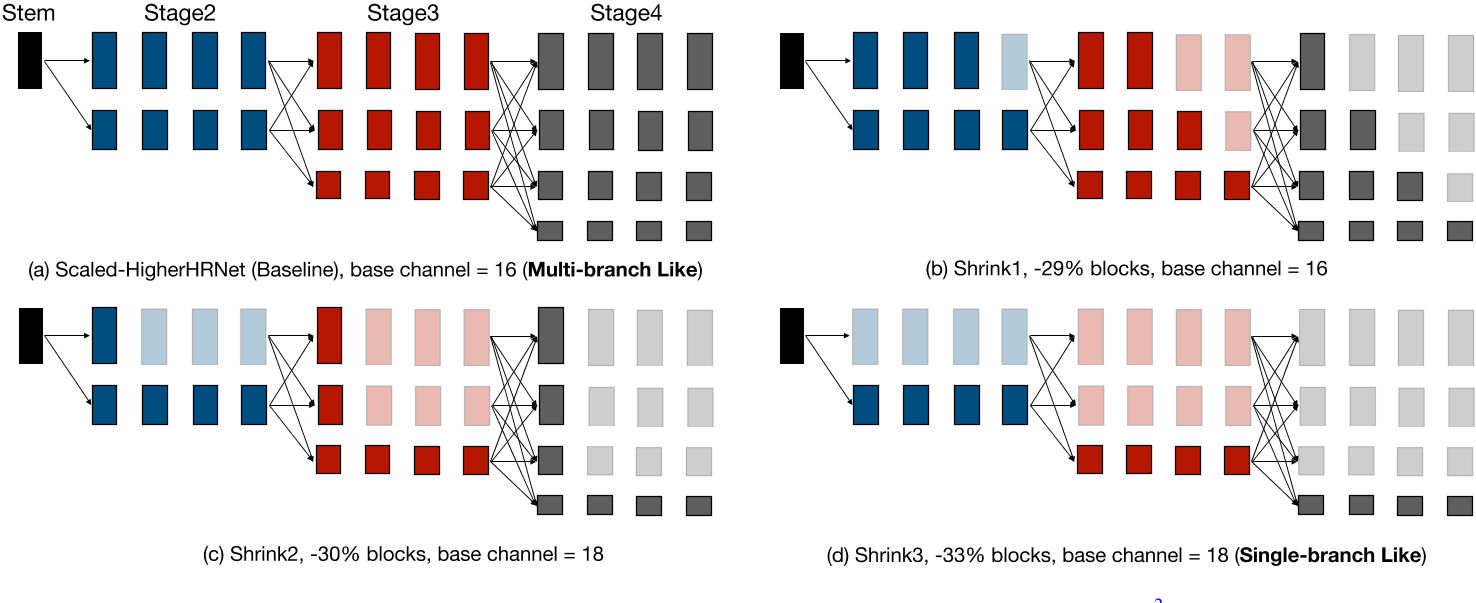 Stem
Stage2
Stage3
Stage4
(a) Scaled-HigherHRNet (Baseline), base channel = 16 (Multi-branch Like)
(b) Shrink1, -29% blocks, base channel = 16
(c) Shrink2, -30% blocks, base channel = 18
(d) Shrink3, -33% blocks, base channel = 18 (Single-branch Like)